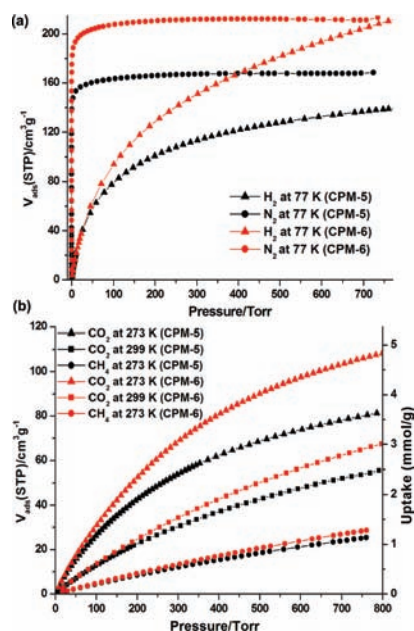 (a)
V_ads(STP)/cm³g⁻¹
200
160
120
80
40
0
H₂ at 77 K (CPM-5)
N₂ at 77 K (CPM-5)
H₂ at 77 K (CPM-6)
N₂ at 77 K (CPM-6)
0 100 200 300 400 500 600 700
Pressure/Torr
(b)
V_ads(STP)/cm³g⁻¹
120
100
80
60
40
20
0
CO₂ at 273 K (CPM-5)
CO₂ at 299 K (CPM-5)
CH₄ at 273 K (CPM-5)
CO₂ at 273 K (CPM-6)
CO₂ at 299 K (CPM-6)
CH₄ at 273 K (CPM-6)
5
4
3
2
1
0
Uptake (mmol/g)
0 100 200 300 400 500 600 700 800
Pressure/Torr